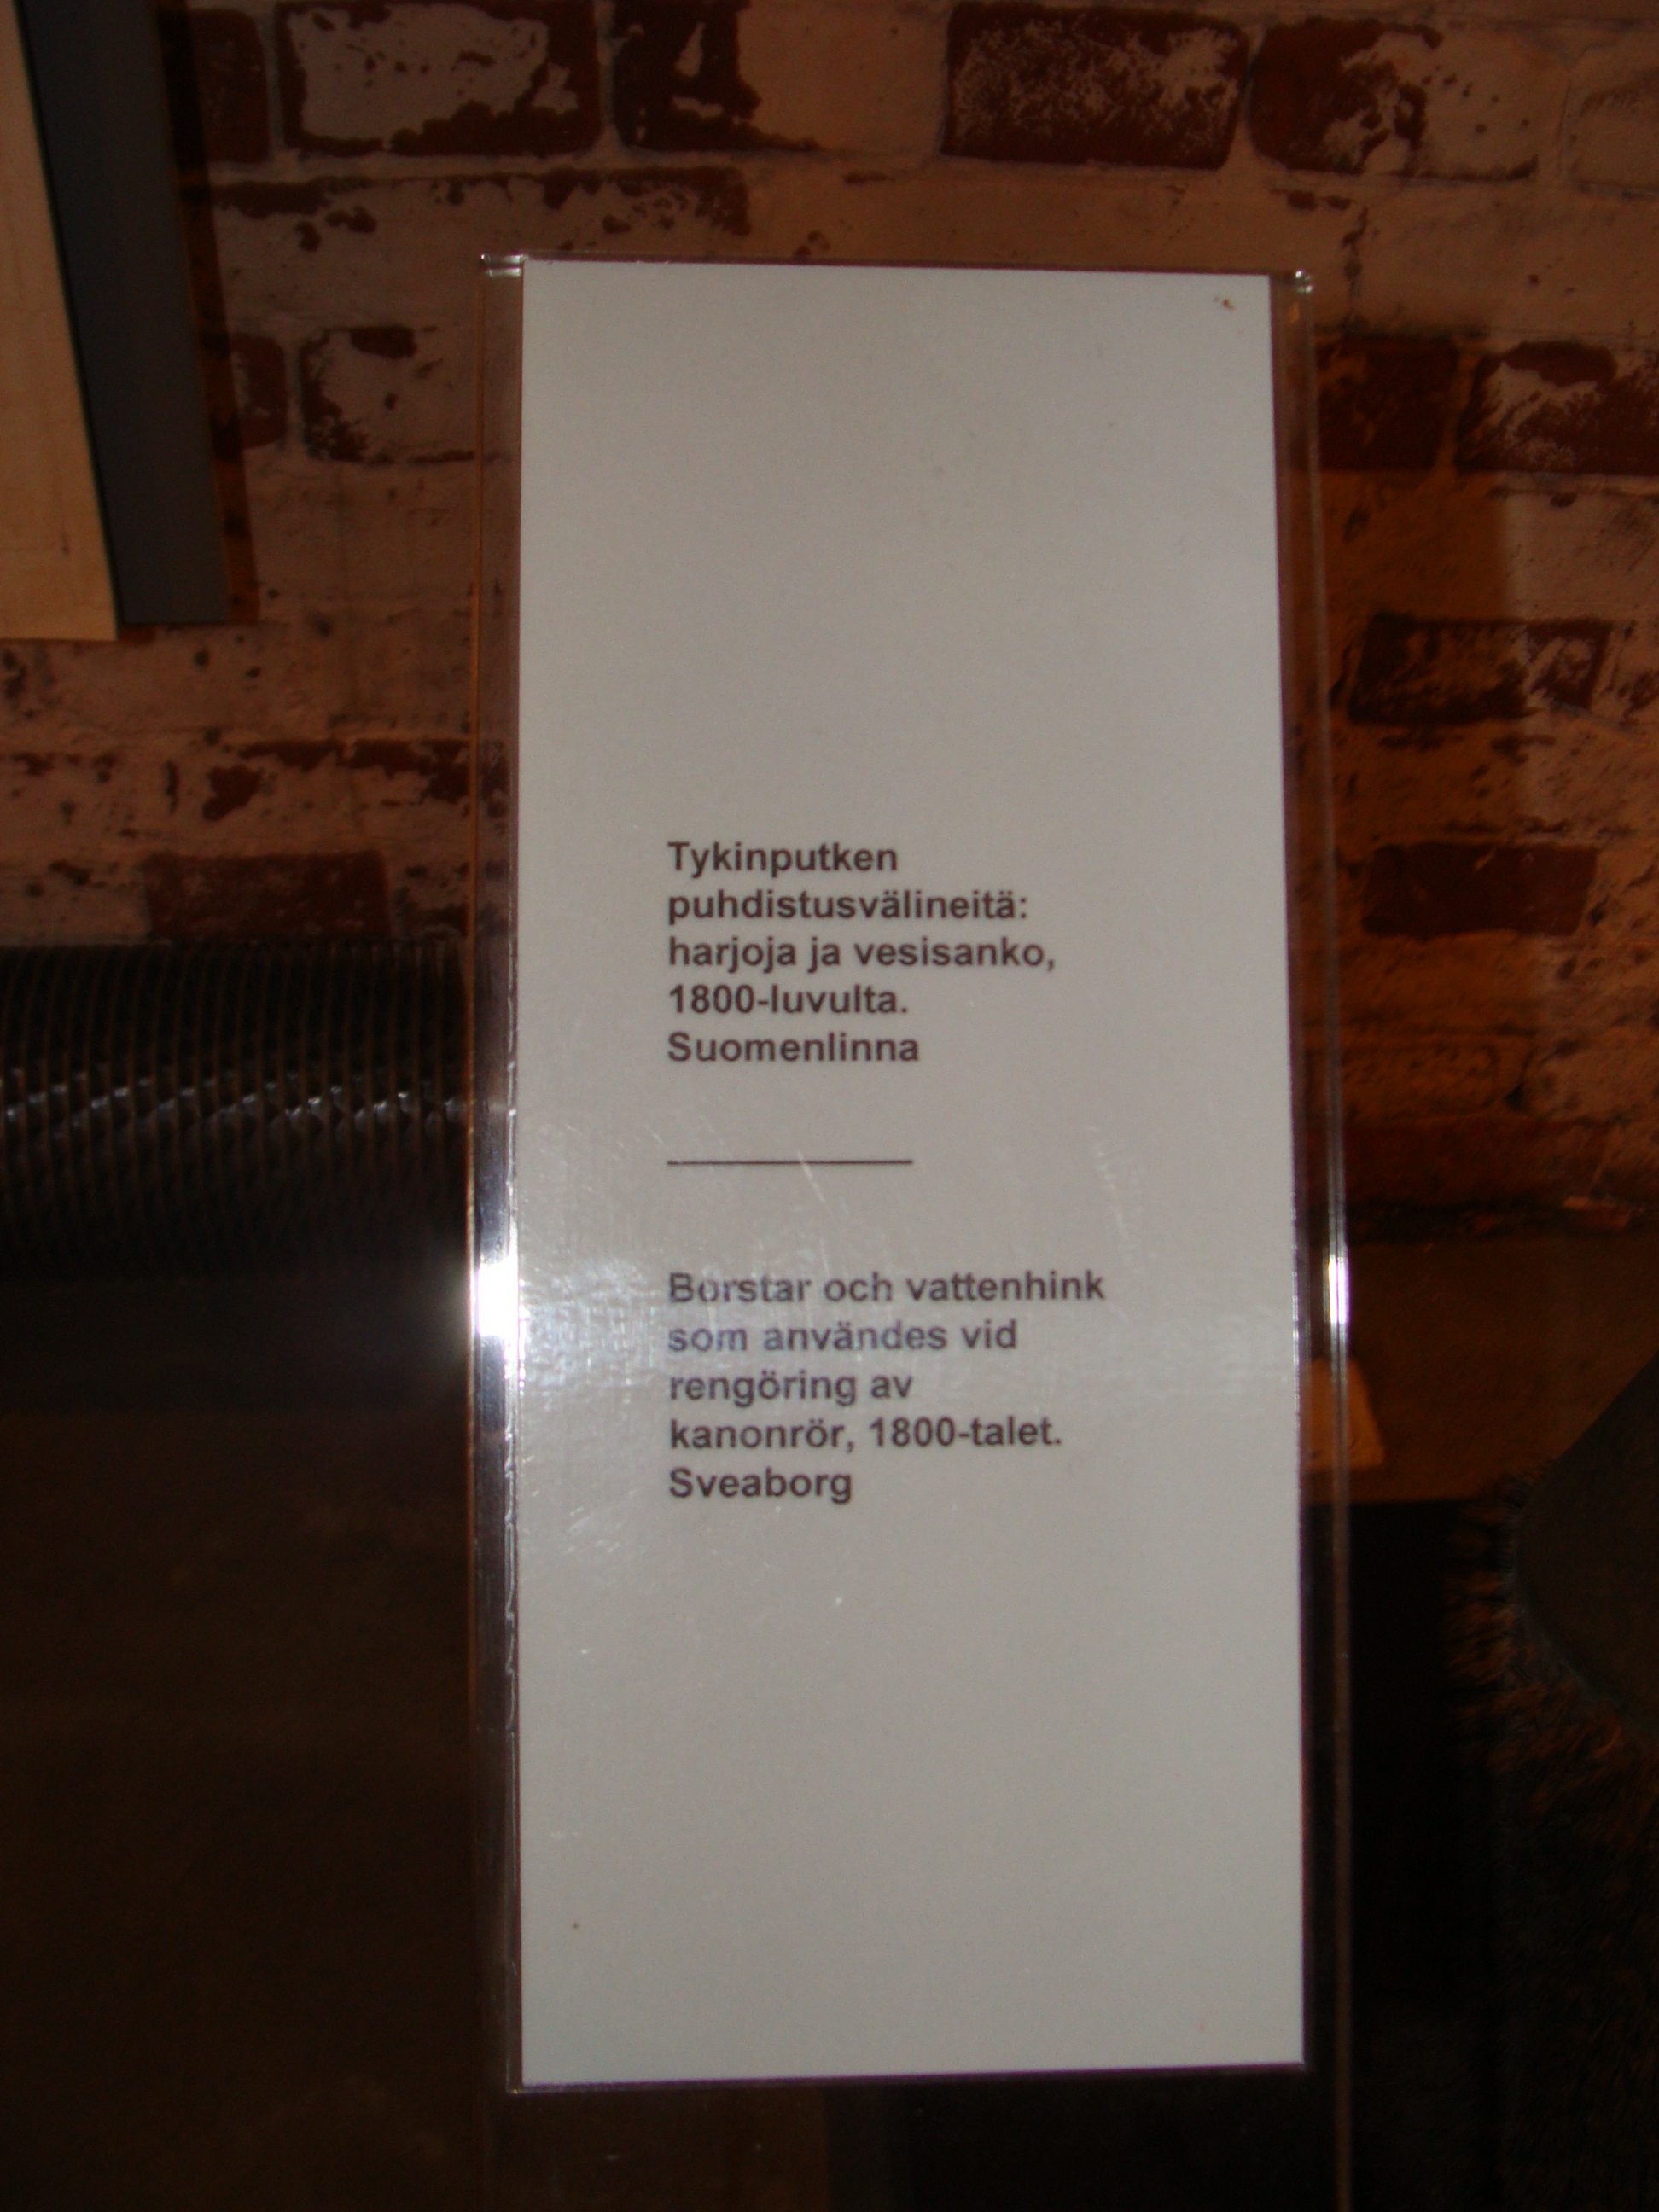 Tykinputken
puhdistusvälineitä:
harjoja ja vesisanko,
1800-luvulta.
Suomenlinna
Borstar och vattenhink
som användes vid
rengöring av
kanonrör, 1800-talet.
Sveaborg